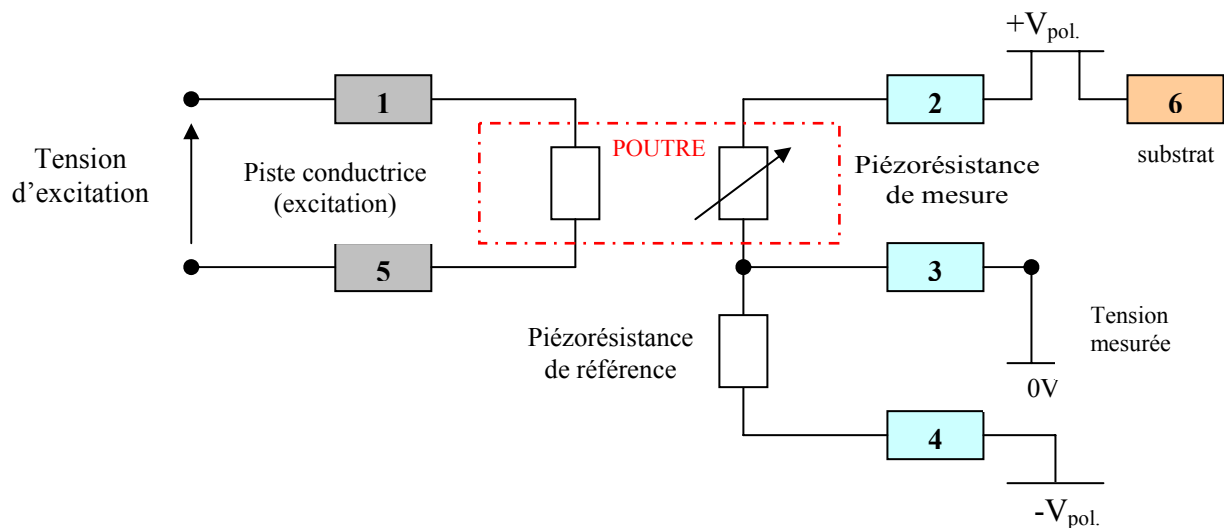 +Vpol.
1
2
6
POUTRE
substrat
Tension
d'excitation
Piste conductrice
(excitation)
Piézorésistance
de mesure
5
3
Piézorésistance
de référence
Tension
mesurée
0V
4
-Vpol.